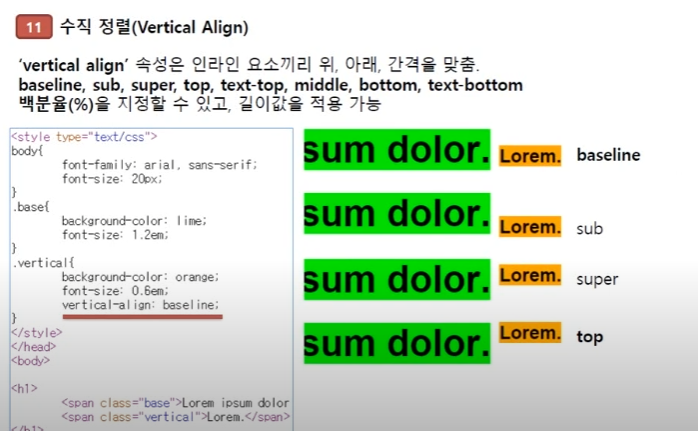 11 수직 정렬(Vertical Align)
‘vertical align’ 속성은 인라인 요소끼리 위, 아래, 간격을 맞춤.
baseline, sub, super, top, text-top, middle, bottom, text-bottom
백분율(%)을 지정할 수 있고, 길이값을 적용 가능
<style type="text/css">
body{
font-family: arial, sans-serif;
font-size: 20px;
}
.base{
background-color: lime;
font-size: 1.2em;
}
.vertical{
background-color: orange;
font-size: 0.6em;
vertical-align: baseline;
}
</style>
</head>
<body>
<h1>
<span class="base">Lorem ipsum dolor
<span class="vertical">Lorem.</span>
</h1>
sum dolor. Lorem. baseline
sum dolor. Lorem. sub
sum dolor. Lorem. super
sum dolor. Lorem. top